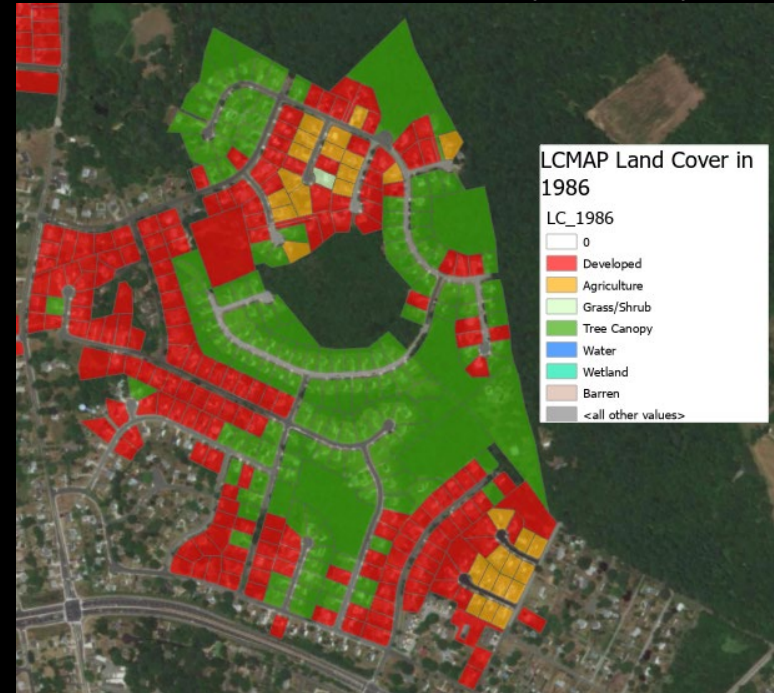 LCMAP Land Cover in
1986
LC_1986
0
Developed
Agriculture
Grass/Shrub
Tree Canopy
Water
Wetland
Barren
<all other values>